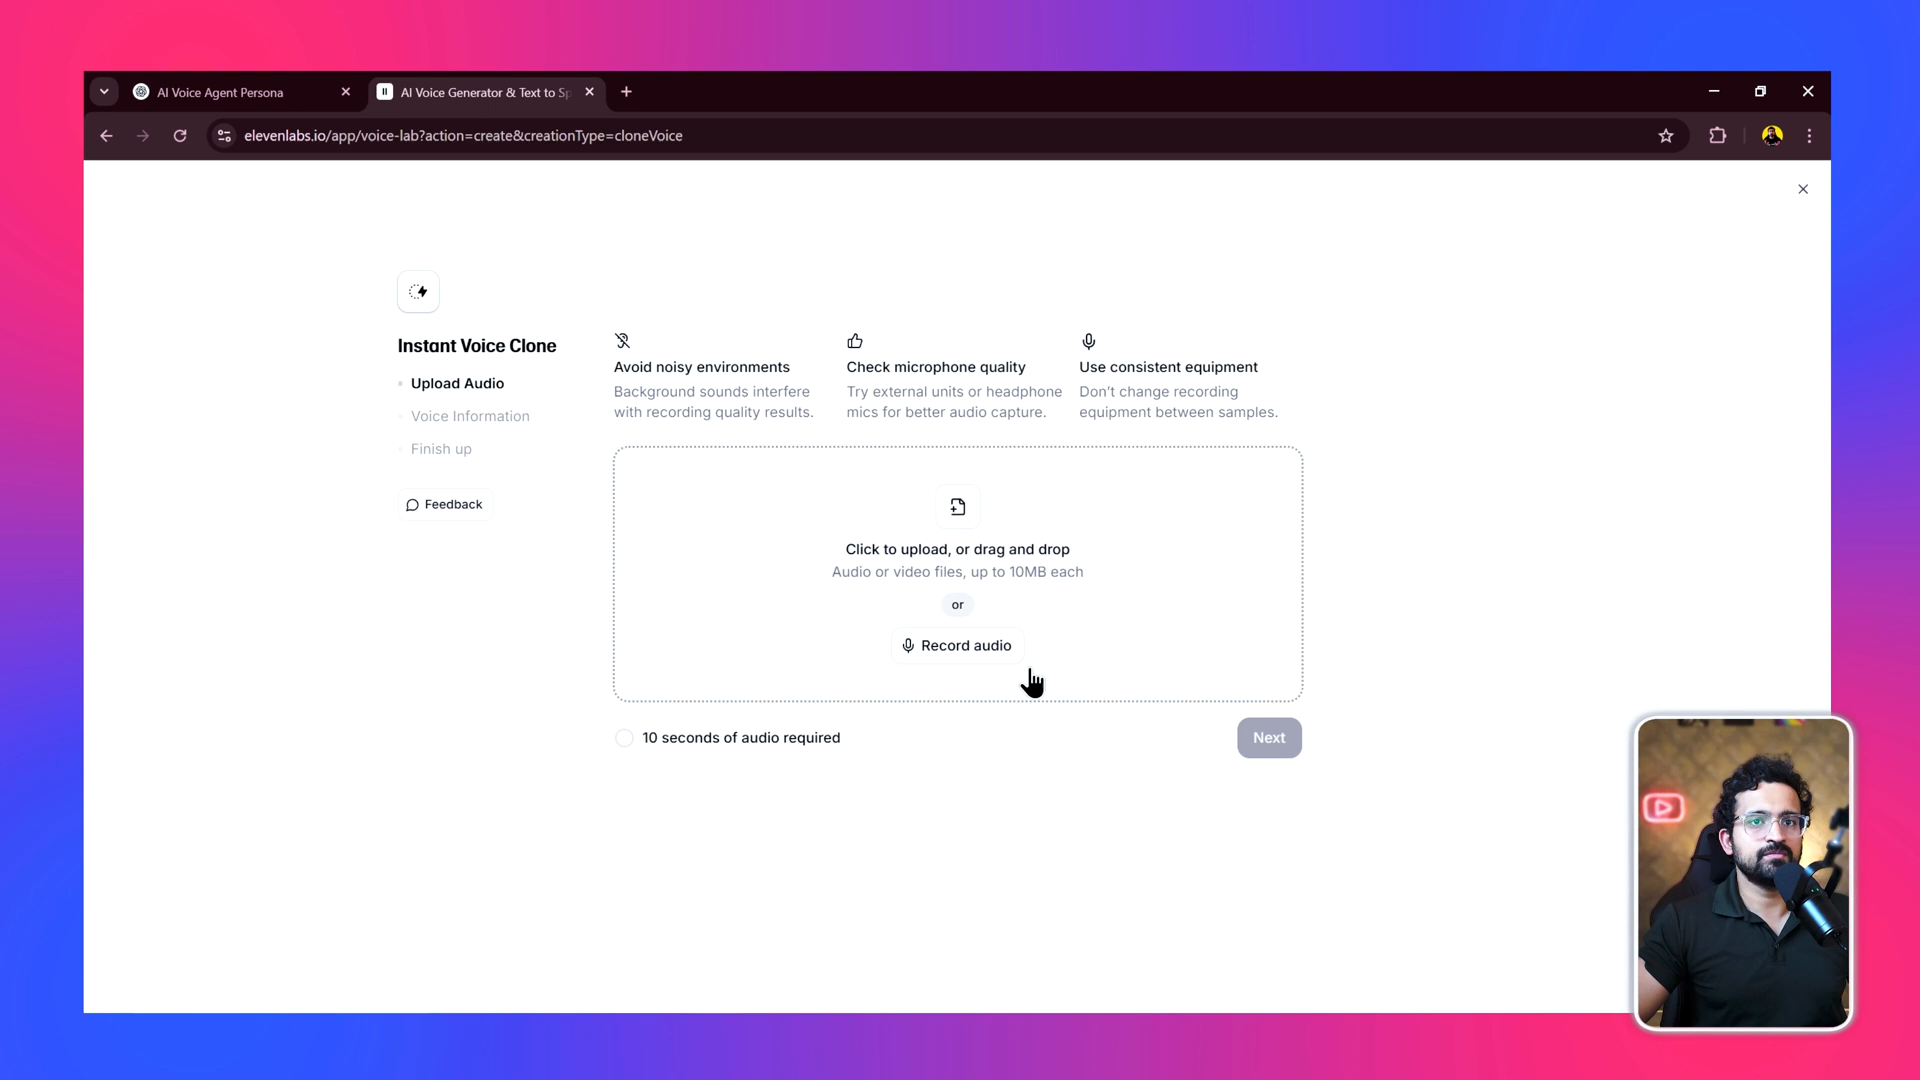 AI Voice Agent Persona
AI Voice Generator & Text to Sp
elevenlabs.io/app/voice-lab?action=create&creationType=cloneVoice
Instant Voice Clone
Upload Audio
Voice Information
Finish up
Feedback
Avoid noisy environments
Background sounds interfere
with recording quality results.
Check microphone quality
Try external units or headphone
mics for better audio capture.
Use consistent equipment
Don't change recording
equipment between samples.
Click to upload, or drag and drop
Audio or video files, up to 10MB each
or
Record audio
10 seconds of audio required
Next